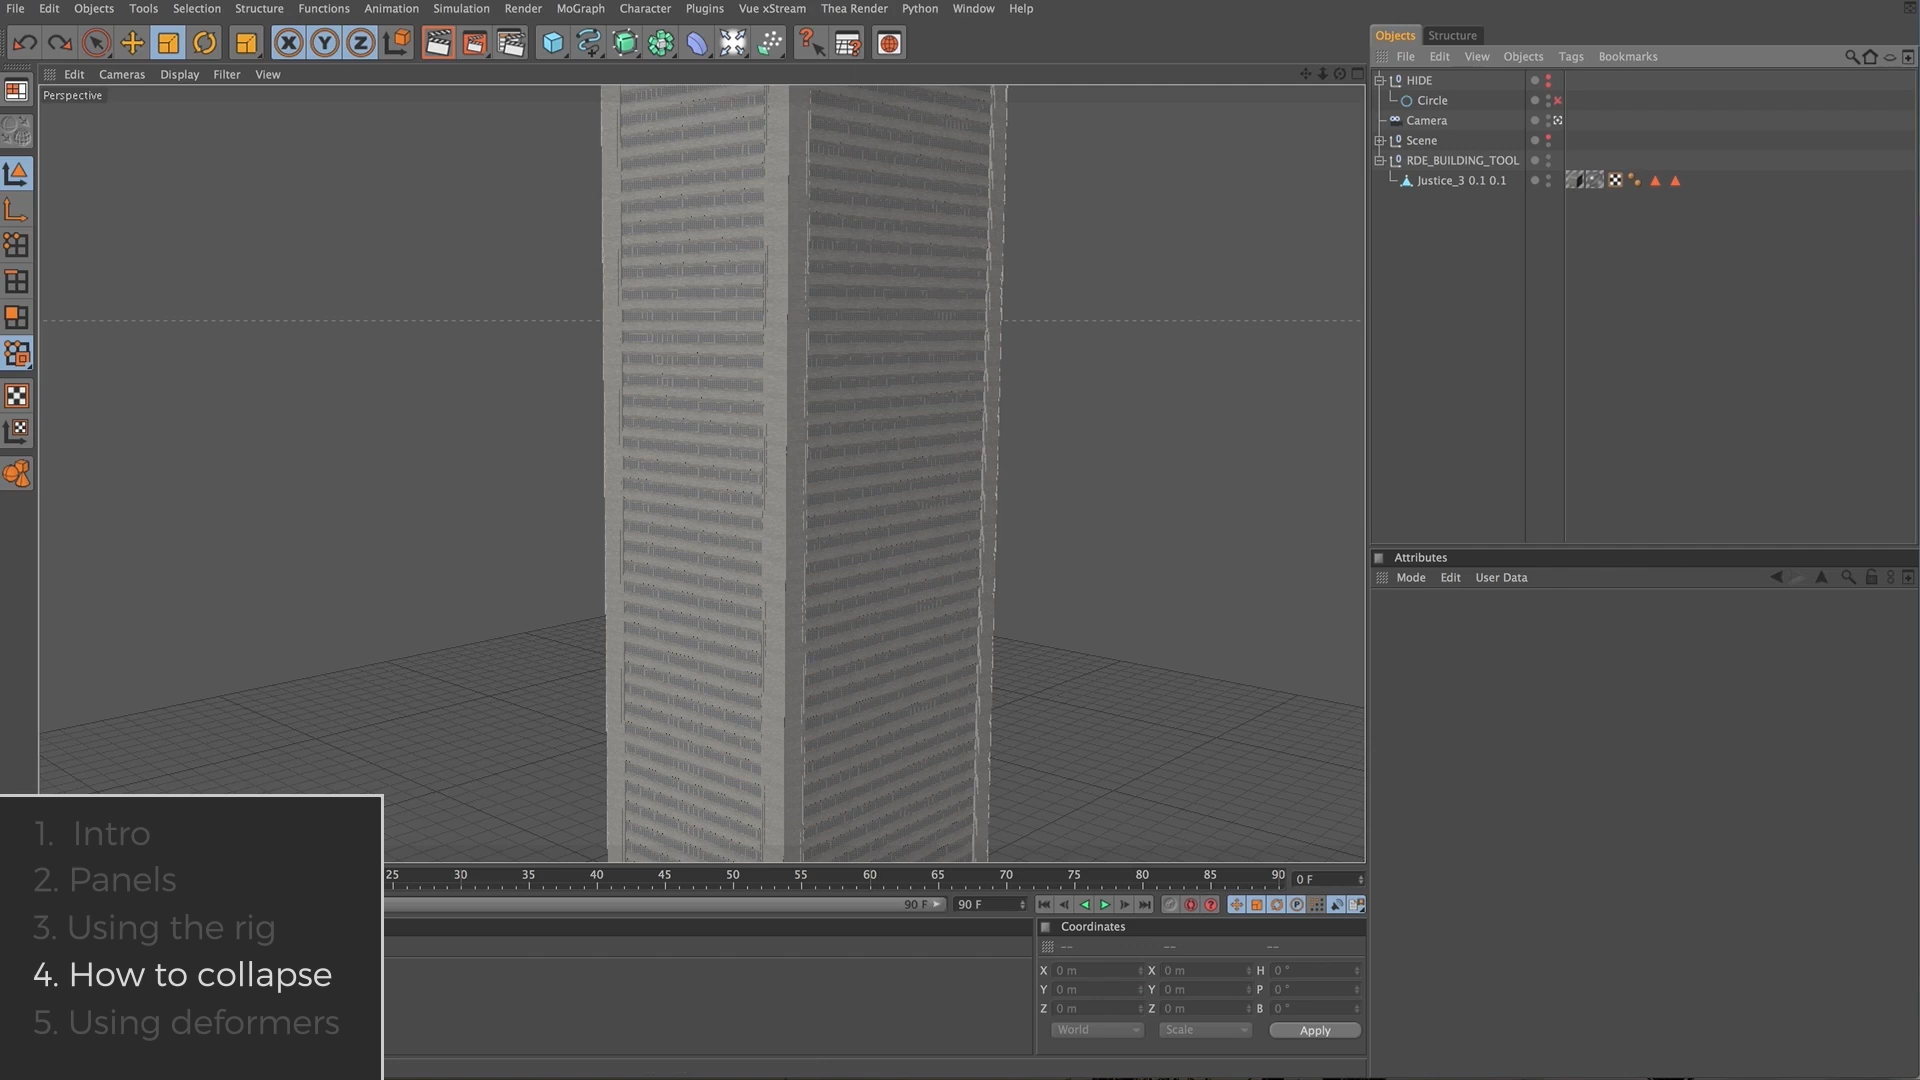 File Edit Objects Tools Selection Structure Functions Animation Simulation Render MoGraph Character Plugins Vue xStream Thea Render Python Window Help
Objects Structure
File Edit View Objects Tags Bookmarks
Edit Cameras Display Filter View
Perspective
HIDE
Circle
Camera
Scene
RDE_BUILDING_TOOL
Justice_3 0.1 0.1
Attributes
Mode Edit User Data
1. Intro
2. Panels
3. Using the rig
4. How to collapse
5. Using deformers
25 30 35 40 45 50 55 60 65 70 75 80 85 90 0 F
90 F 90 F
Coordinates
-- -- --
X 0 m X 0 m H 0 °
Y 0 m Y 0 m P 0 °
Z 0 m Z 0 m B 0 °
World Scale Apply